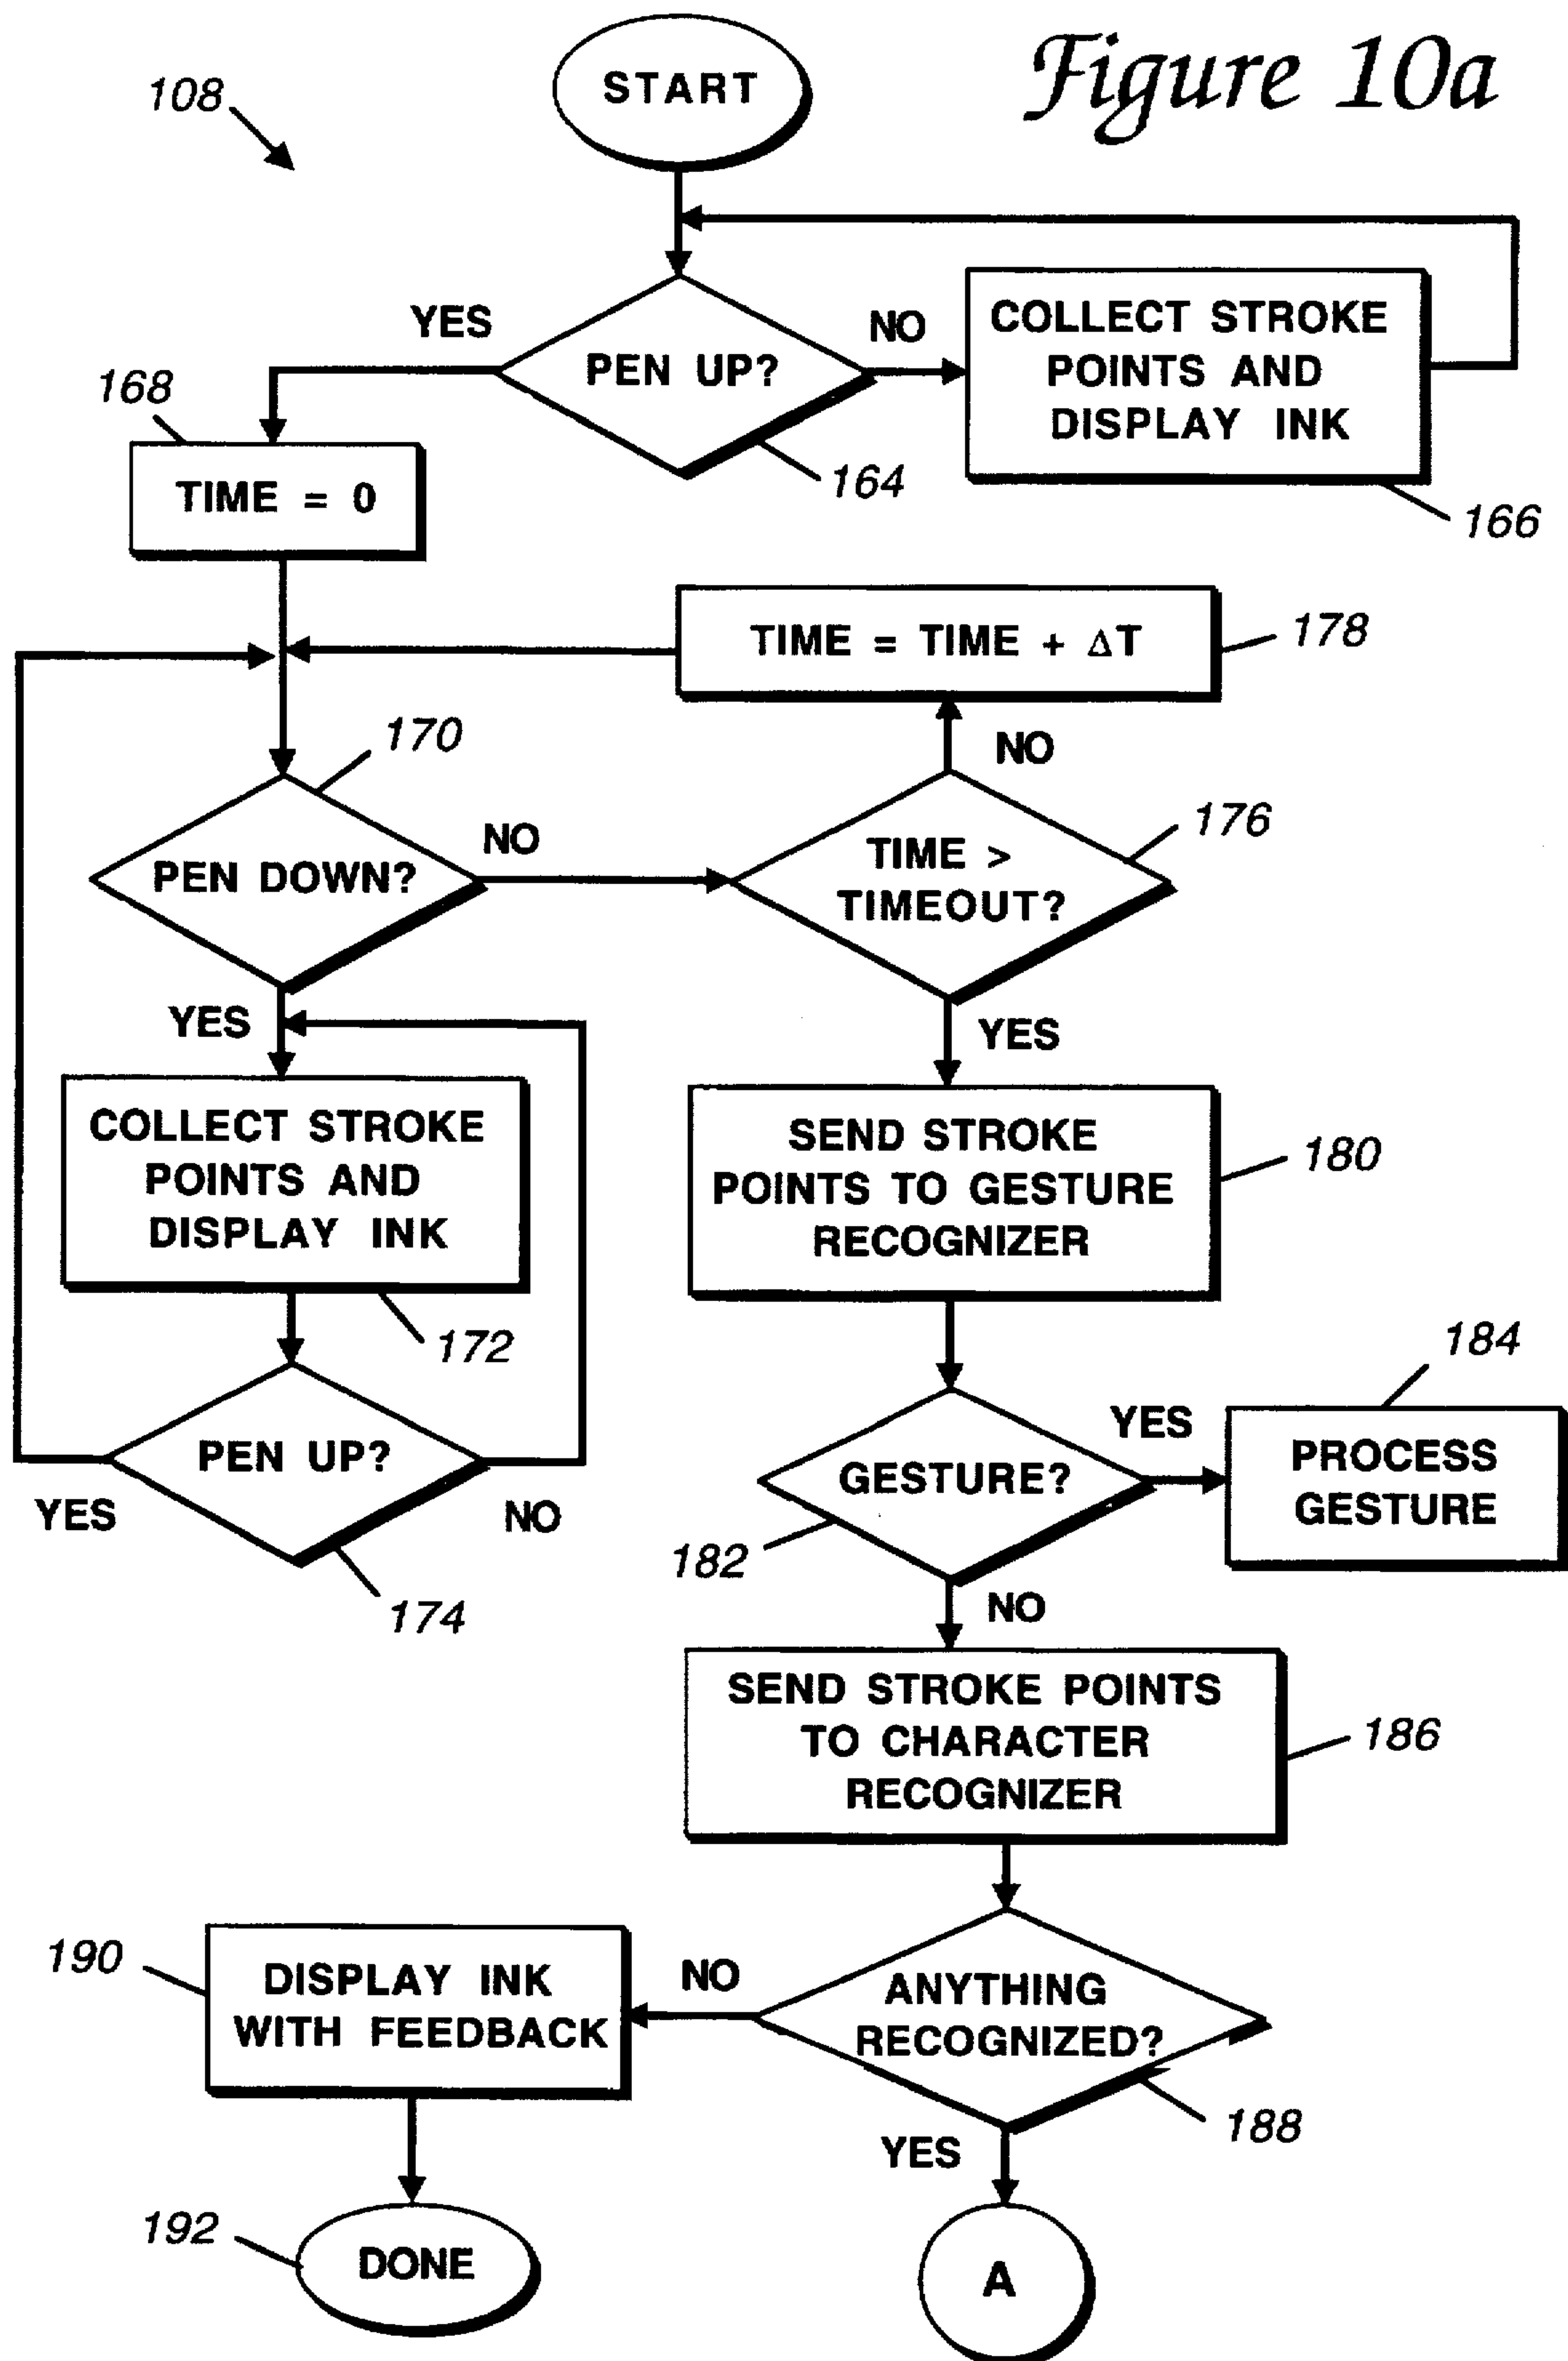 Figure 10a
108
START
YES
PEN UP?
NO
COLLECT STROKE
POINTS AND
DISPLAY INK
164
166
168
TIME = 0
TIME = TIME + ΔT
178
170
PEN DOWN?
NO
NO
TIME >
TIMEOUT?
176
YES
YES
COLLECT STROKE
POINTS AND
DISPLAY INK
172
SEND STROKE
POINTS TO GESTURE
RECOGNIZER
180
PEN UP?
YES
NO
174
GESTURE?
182
YES
184
PROCESS
GESTURE
NO
SEND STROKE POINTS
TO CHARACTER
RECOGNIZER
186
190
DISPLAY INK
WITH FEEDBACK
NO
ANYTHING
RECOGNIZED?
188
YES
192
DONE
A